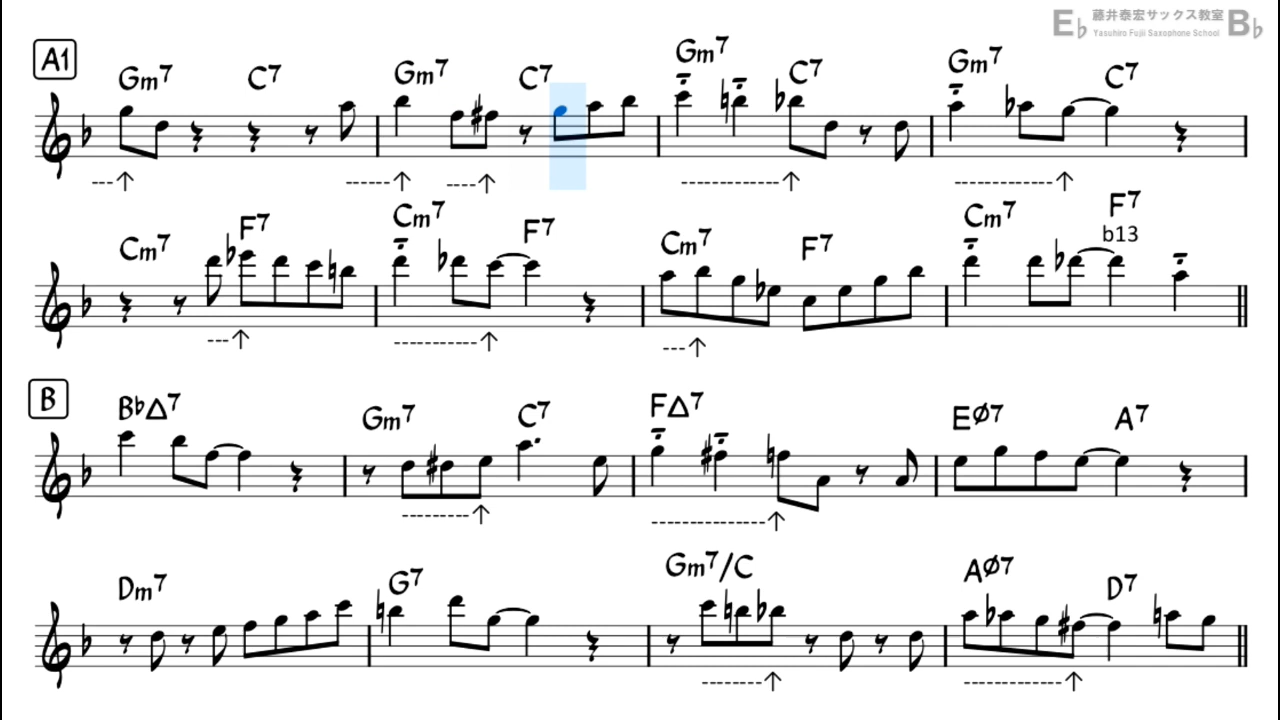 E♭ 藤井泰宏サックス教室 B♭
Yasuhiro Fujii Saxophone School
A1
Gm7 C7 Gm7 C7 Gm7 C7 Gm7 C7
Cm7 F7 Cm7 F7 Cm7 F7 Cm7 F7
b13
B
B♭Δ7 Gm7 C7 FΔ7 EØ7 A7
Dm7 G7 Gm7/C AØ7 D7